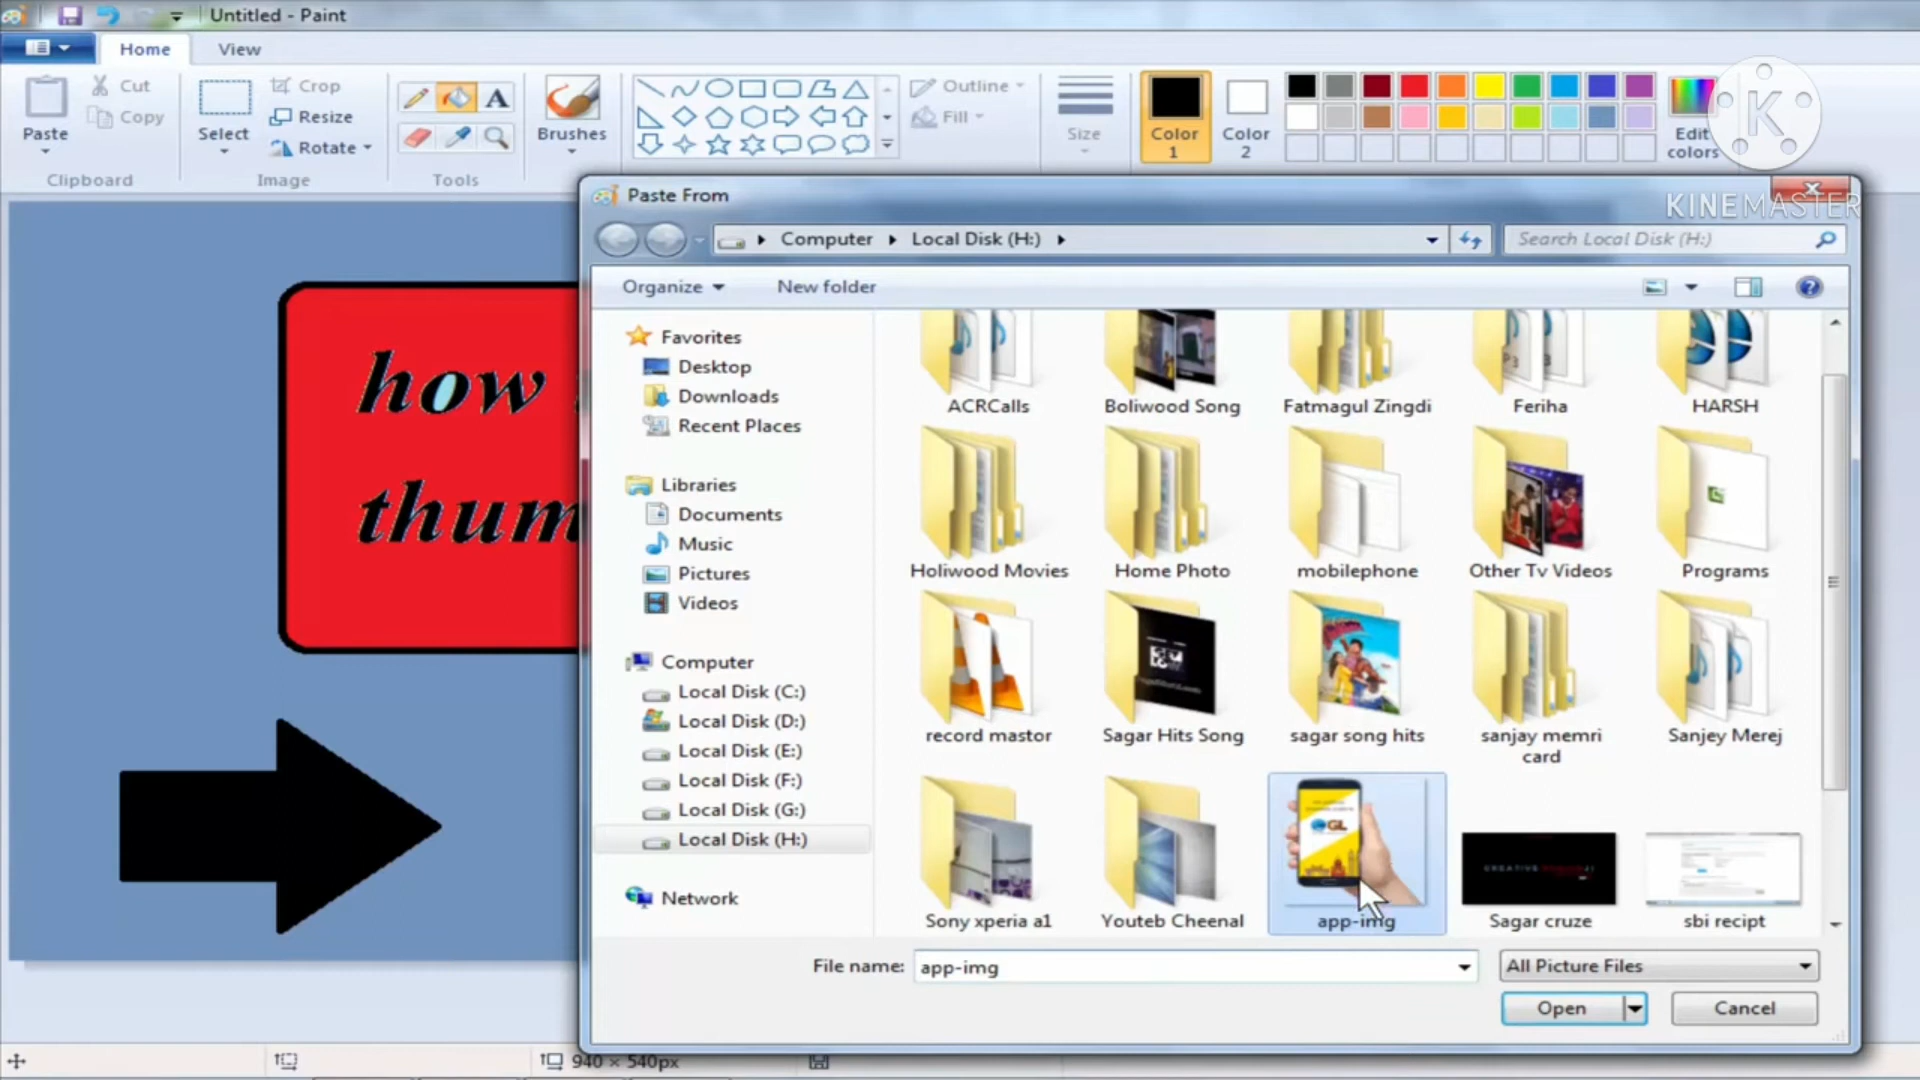 Untitled - Paint
Home View
Paste
Cut
Copy
Clipboard
Select
Crop
Resize
Rotate
Image
A
Tools
Brushes
Outline
Fill
Size
Color
1
Color
2
Edit
colors
K
KINEMASTER
how
thum
Paste From
Computer Local Disk (H:)
Search Local Disk (H:)
Organize New folder
?
Favorites
Desktop
Downloads
Recent Places
Libraries
Documents
Music
Pictures
Videos
Computer
Local Disk (C:)
Local Disk (D:)
Local Disk (E:)
Local Disk (F:)
Local Disk (G:)
Local Disk (H:)
Network
ACRCalls Boliwood Song Fatmagul Zingdi Feriha HARSH
Holiwood Movies Home Photo mobilephone Other Tv Videos Programs
record mastor Sagar Hits Song sagar song hits sanjay memri card Sanjey Merej
GL
Sony xperia a1 Youteb Cheenal app-img Sagar cruze sbi recipt
File name: app-img All Picture Files
Open Cancel
940 × 540px